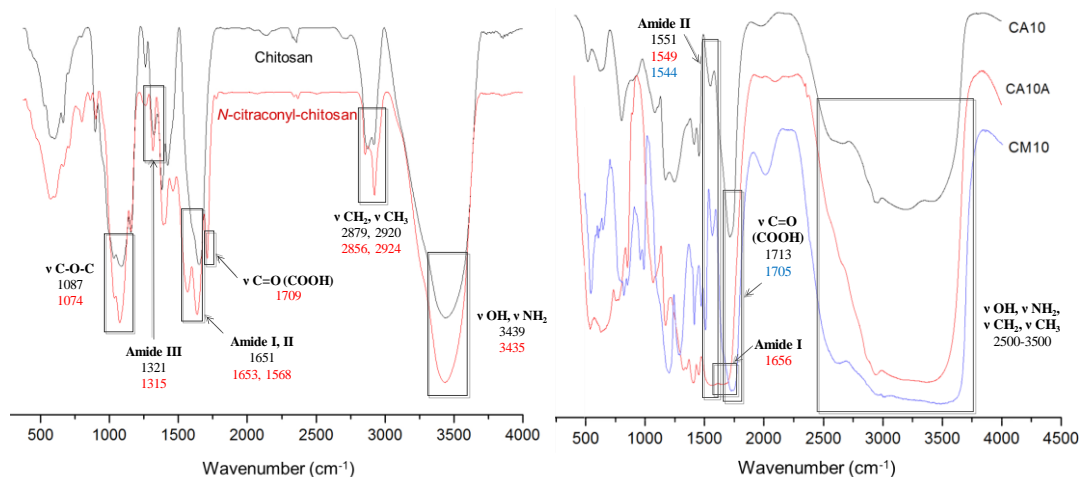 Chitosan
N-citraconyl-chitosan
ν CH2, ν CH3
2879, 2920
2856, 2924
ν C-O-C
1087
1074
ν C=O (COOH)
1709
ν OH, ν NH2
3439
3435
Amide III
1321
1315
Amide I, II
1651
1653, 1568
500 1000 1500 2000 2500 3000 3500 4000
Wavenumber (cm-1)
Amide II
1551
1549
1544
CA10
CA10A
CM10
ν C=O
(COOH)
1713
1705
Amide I
1656
ν OH, ν NH2,
ν CH2, ν CH3
2500-3500
500 1000 1500 2000 2500 3000 3500 4000 4500
Wavenumber (cm-1)